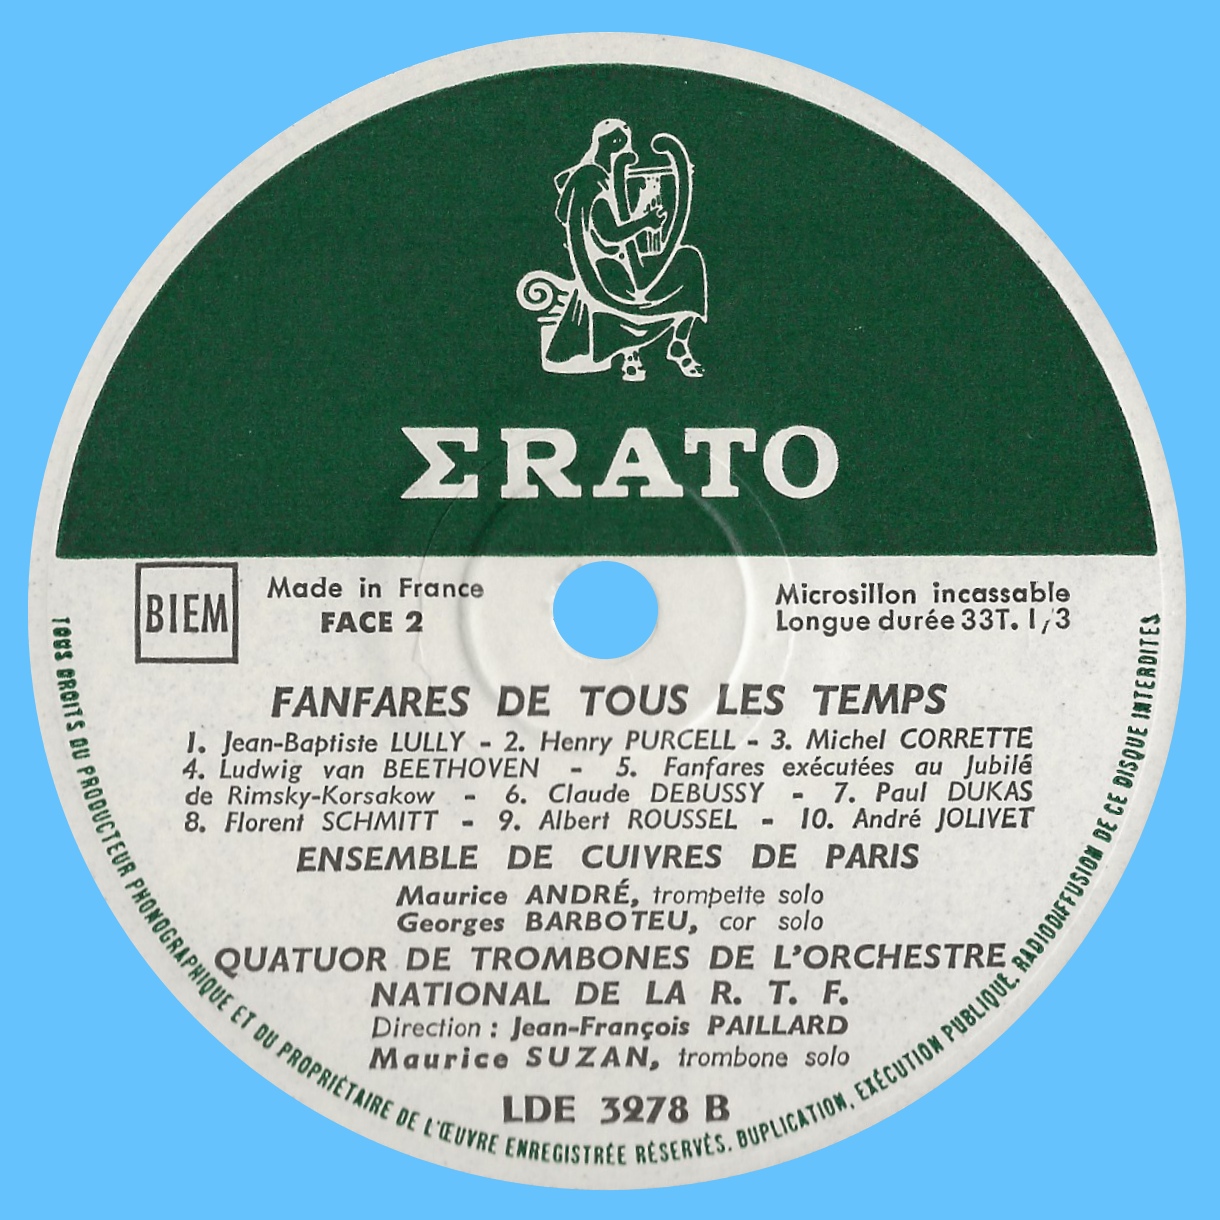 ΣRATO
BIEM
Made in France
FACE 2
Microsillon incassable
Longue durée 33T. 1/3
FANFARES DE TOUS LES TEMPS
1. Jean-Baptiste LULLY - 2. Henry PURCELL - 3. Michel CORRETTE
4. Ludwig van BEETHOVEN - 5. Fanfares exécutées au Jubilé
de Rimsky-Korsakow - 6. Claude DEBUSSY - 7. Paul DUKAS
8. Florent SCHMITT - 9. Albert ROUSSEL - 10. André JOLIVET
ENSEMBLE DE CUIVRES DE PARIS
Maurice ANDRÉ, trompette solo
Georges BARBOTEU, cor solo
QUATUOR DE TROMBONES DE L'ORCHESTRE
NATIONAL DE LA R. T. F.
Direction : Jean-François PAILLARD
Maurice SUZAN, trombone solo
LDE 3278 B
TOUS DROITS DU PRODUCTEUR PHONOGRAPHIQUE ET DU PROPRIÉTAIRE DE L'ŒUVRE ENREGISTRÉE RÉSERVÉS. DUPLICATION, EXÉCUTION PUBLIQUE, RADIODIFFUSION DE CE DISQUE INTERDITES